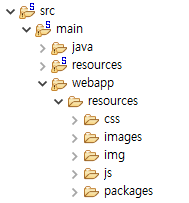 src
main
java
resources
webapp
resources
css
images
img
js
packages